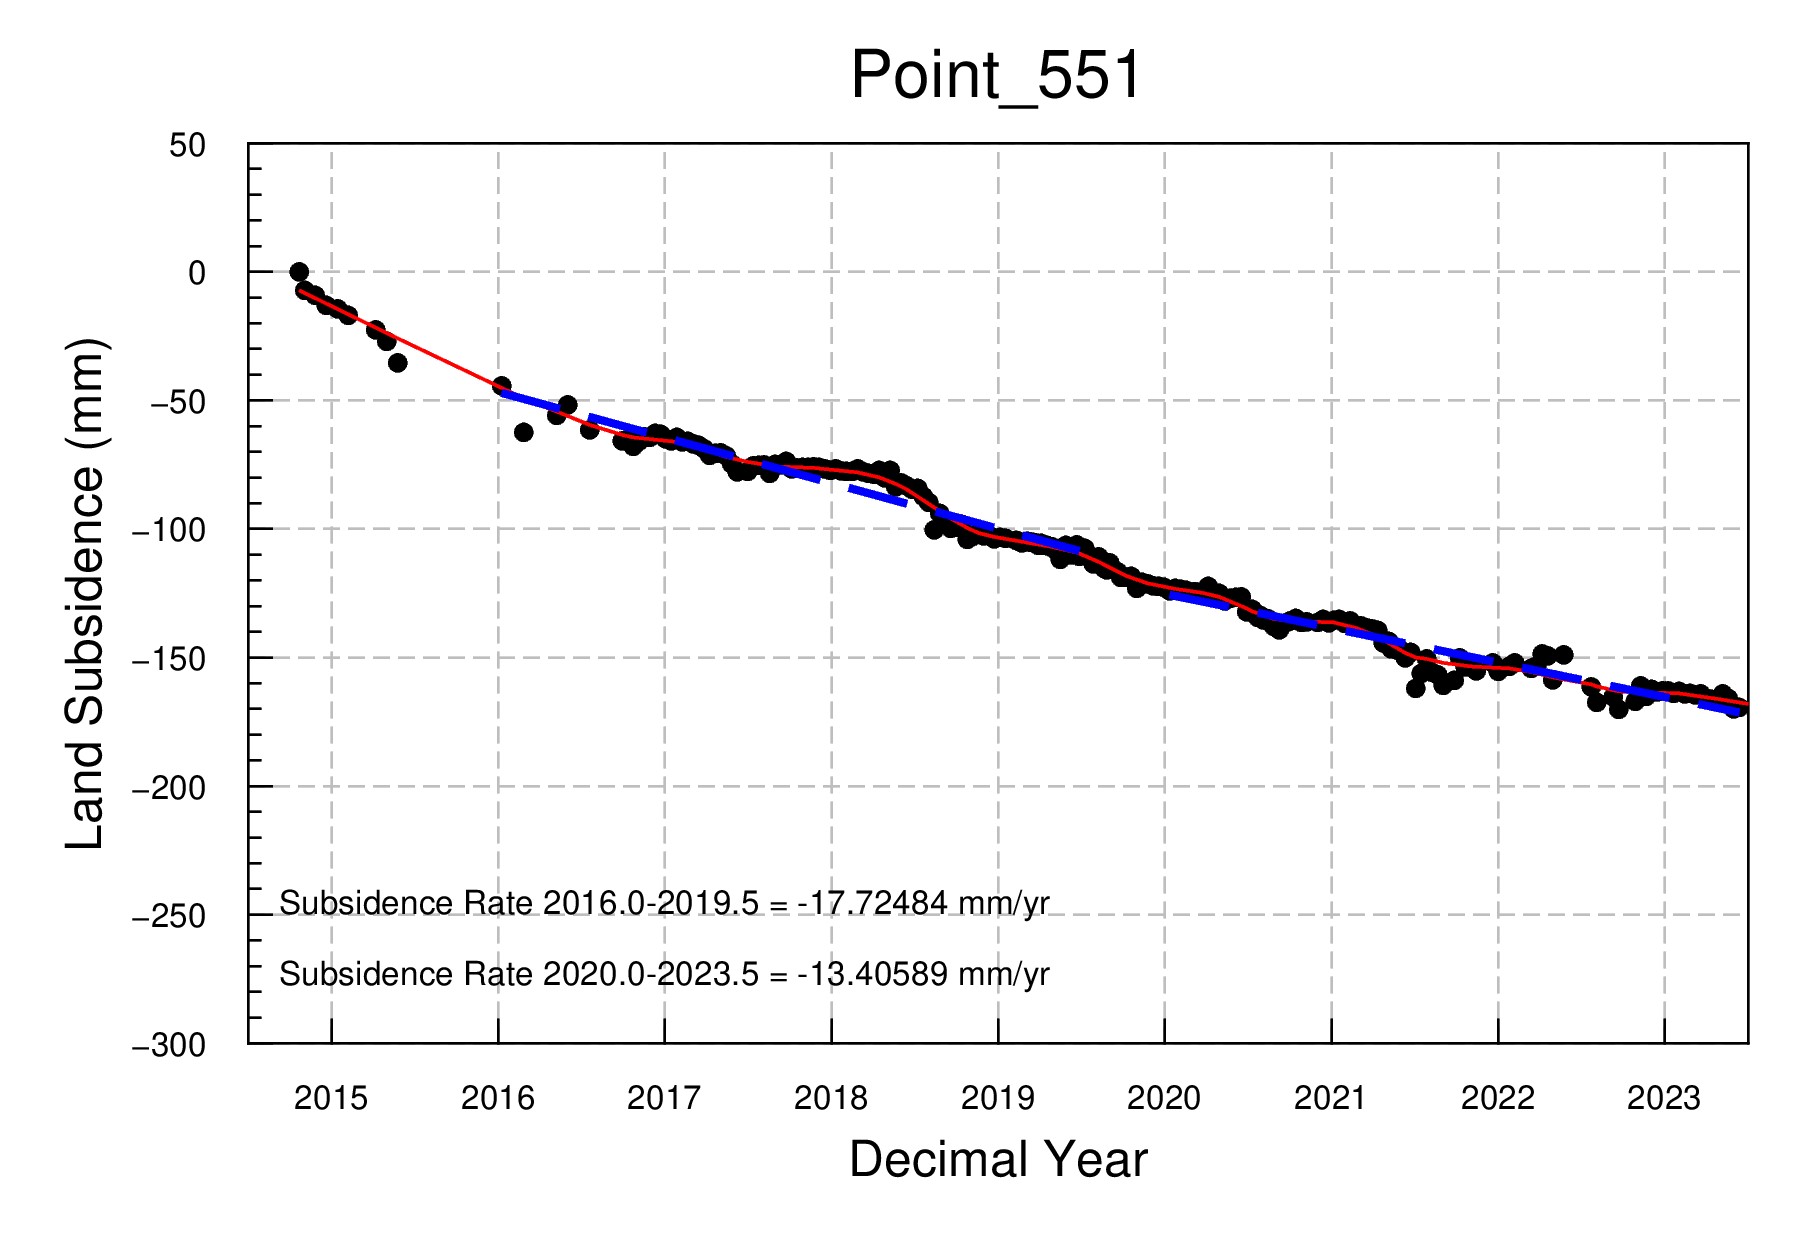 Point_551
50
0
−50
−100
−150
−200
−250
−300
Land Subsidence (mm)
Subsidence Rate 2016.0-2019.5 = -17.72484 mm/yr
Subsidence Rate 2020.0-2023.5 = -13.40589 mm/yr
2015 2016 2017 2018 2019 2020 2021 2022 2023
Decimal Year